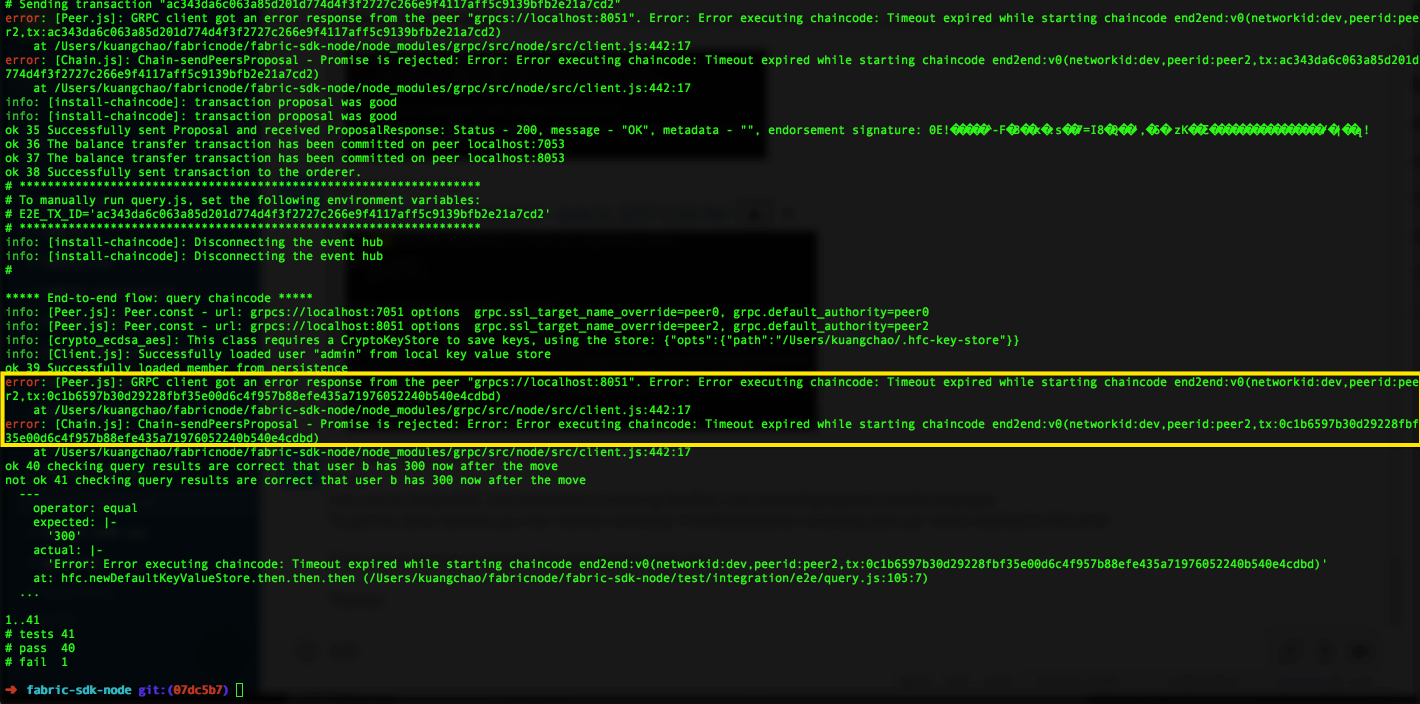 # Sending transaction "ac343da6c063a85d201d774d4f3f2727c266e9f4117aff5c9139bfb2e21a7cd2"
error: [Peer.js]: GRPC client got an error response from the peer "grpcs://localhost:8051". Error: Error executing chaincode: Timeout expired while starting chaincode end2end:v0(networkid:dev,peerid:pee
r2,tx:ac343da6c063a85d201d774d4f3f2727c266e9f4117aff5c9139bfb2e21a7cd2)
    at /Users/kuangchao/fabricnode/fabric-sdk-node/node_modules/grpc/node/src/client.js:442:17
error: [Chain.js]: Chain-sendPeersProposal - Promise is rejected: Error: Error executing chaincode: Timeout expired while starting chaincode end2end:v0(networkid:dev,peerid:peer2,tx:ac343da6c063a85d201d
774d4f3f2727c266e9f4117aff5c9139bfb2e21a7cd2)
    at /Users/kuangchao/fabricnode/fabric-sdk-node/node_modules/grpc/node/src/client.js:442:17
info: [install-chaincode]: transaction proposal was good
info: [install-chaincode]: transaction proposal was good
ok 35 Successfully sent Proposal and received ProposalResponse: Status - 200, message - "OK", metadata - "", endorsement signature: 0E!
ok 36 The balance transfer transaction has been committed on peer localhost:7053
ok 37 The balance transfer transaction has been committed on peer localhost:8053
ok 38 Successfully sent transaction to the orderer.
# ******************************************************************
# To manually run query.js, set the following environment variables:
# E2E_TX_ID='ac343da6c063a85d201d774d4f3f2727c266e9f4117aff5c9139bfb2e21a7cd2'
# ******************************************************************
info: [install-chaincode]: Disconnecting the event hub
info: [install-chaincode]: Disconnecting the event hub
#
***** End-to-end flow: query chaincode *****
info: [Peer.js]: Peer.const - url: grpcs://localhost:7051 options  grpc.ssl_target_name_override=peer0, grpc.default_authority=peer0
info: [Peer.js]: Peer.const - url: grpcs://localhost:8051 options  grpc.ssl_target_name_override=peer2, grpc.default_authority=peer2
info: [crypto_ecdsa_aes]: This class requires a CryptoKeyStore to save keys, using the store: {"opts":{"path":"/Users/kuangchao/.hfc-key-store"}}
info: [Client.js]: Successfully loaded user "admin" from local key value store
ok 39 Successfully loaded member from persistence
error: [Peer.js]: GRPC client got an error response from the peer "grpcs://localhost:8051". Error: Error executing chaincode: Timeout expired while starting chaincode end2end:v0(networkid:dev,peerid:pee
r2,tx:0c1b6597b30d29228fbf35e00d6c4f957b88efe435a71976052240b540e4cdbd)
    at /Users/kuangchao/fabricnode/fabric-sdk-node/node_modules/grpc/node/src/client.js:442:17
error: [Chain.js]: Chain-sendPeersProposal - Promise is rejected: Error: Error executing chaincode: Timeout expired while starting chaincode end2end:v0(networkid:dev,peerid:peer2,tx:0c1b6597b30d29228fbf
35e00d6c4f957b88efe435a71976052240b540e4cdbd)
    at /Users/kuangchao/fabricnode/fabric-sdk-node/node_modules/grpc/node/src/client.js:442:17
ok 40 checking query results are correct that user b has 300 now after the move
not ok 41 checking query results are correct that user b has 300 now after the move
  ---
    operator: equal
    expected: |-
      '300'
    actual: |-
      'Error: Error executing chaincode: Timeout expired while starting chaincode end2end:v0(networkid:dev,peerid:peer2,tx:0c1b6597b30d29228fbf35e00d6c4f957b88efe435a71976052240b540e4cdbd)'
    at: hfc.newDefaultKeyValueStore.then.then.then (/Users/kuangchao/fabricnode/fabric-sdk-node/test/integration/e2e/query.js:105:7)
  ...
1..41
# tests 41
# pass  40
# fail  1
➜  fabric-sdk-node git:(07dc5b7)